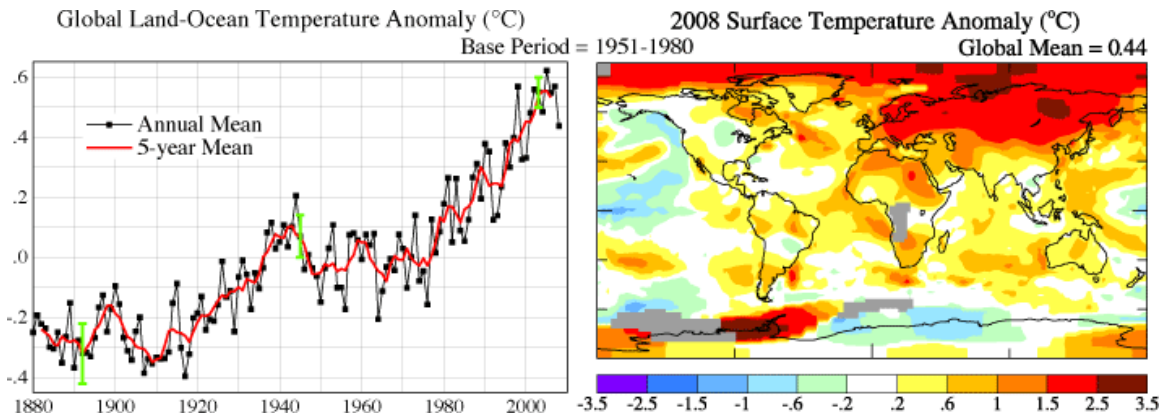 Global Land-Ocean Temperature Anomaly (°C)
2008 Surface Temperature Anomaly (°C)
Base Period = 1951-1980
Global Mean = 0.44
.6
.4
.2
.0
-.2
-.4
Annual Mean
5-year Mean
1880 1900 1920 1940 1960 1980 2000
-3.5 -2.5 -1.5 -1 -.6 -.2 .2 .6 1 1.5 2.5 3.5